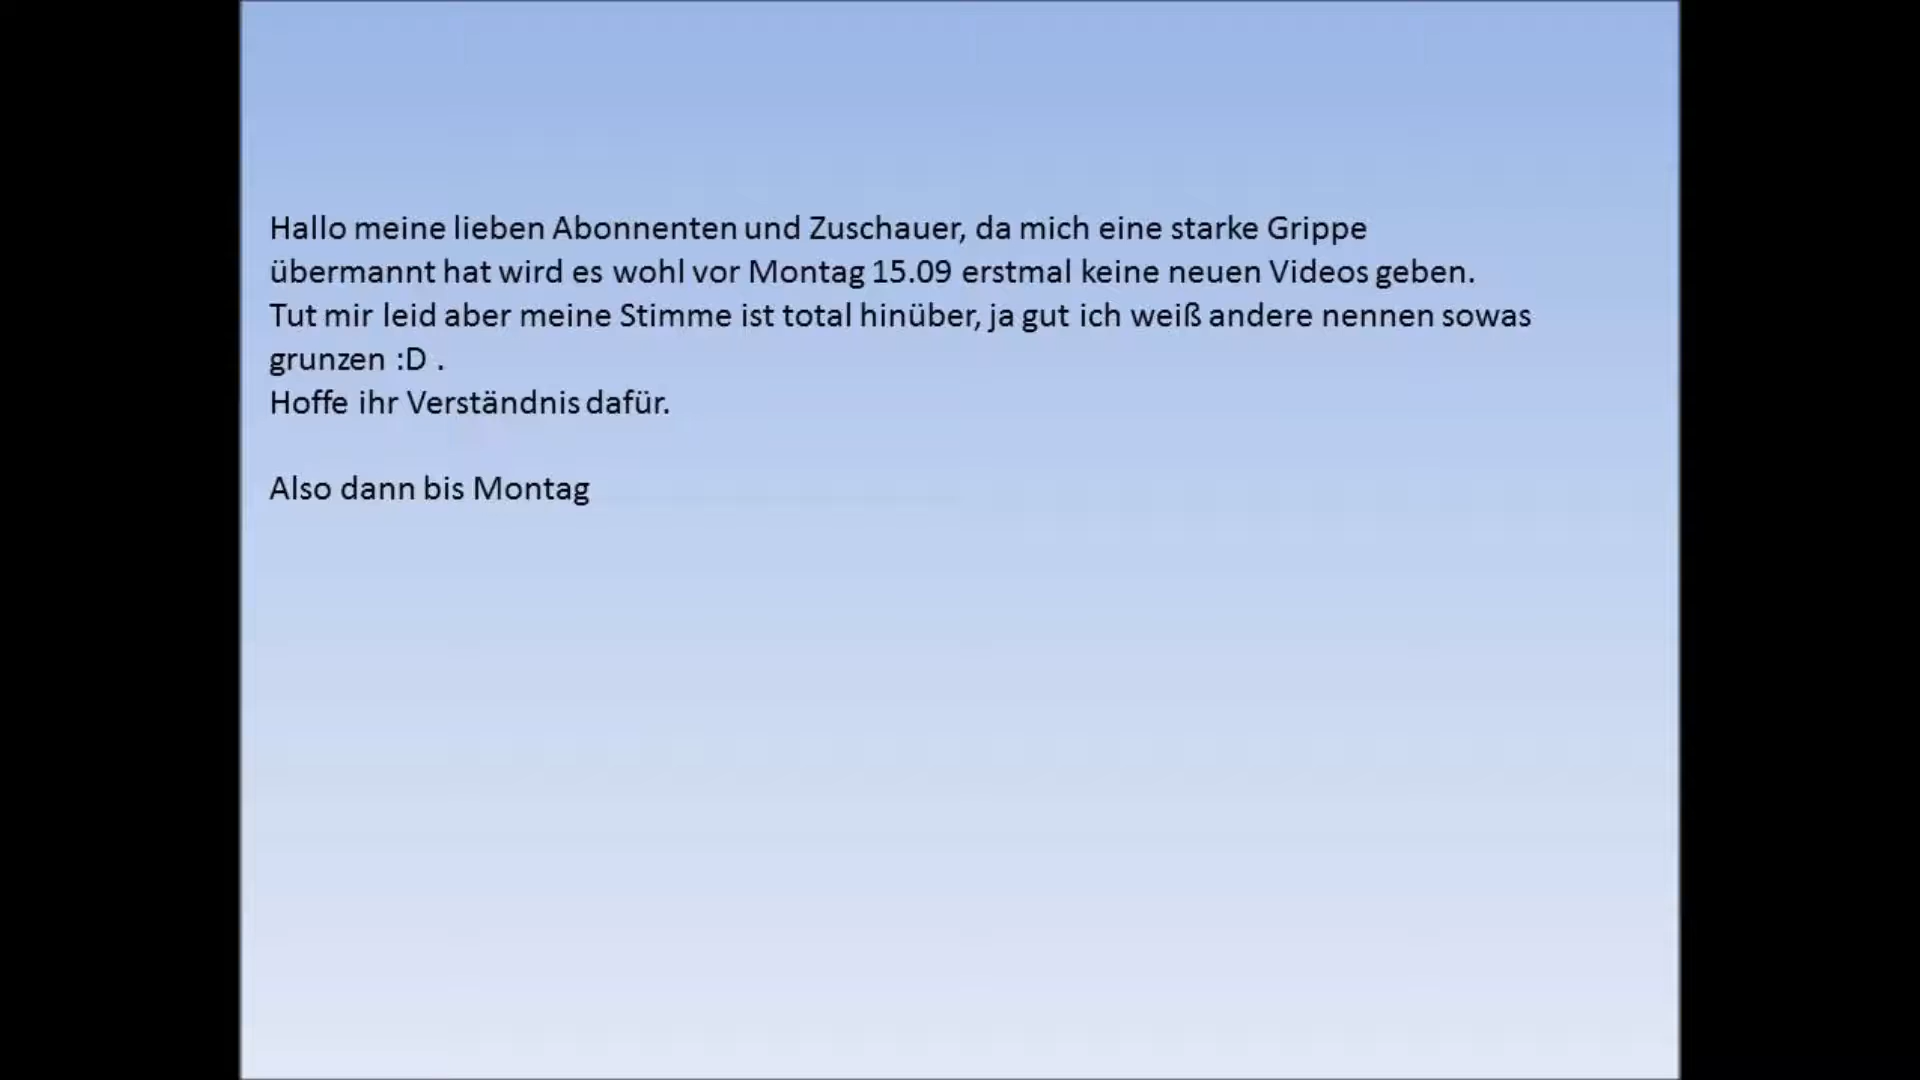 Hallo meine lieben Abonnenten und Zuschauer, da mich eine starke Grippe
übermannt hat wird es wohl vor Montag 15.09 erstmal keine neuen Videos geben.
Tut mir leid aber meine Stimme ist total hinüber, ja gut ich weiß andere nennen sowas
grunzen :D .
Hoffe ihr Verständnis dafür.
Also dann bis Montag